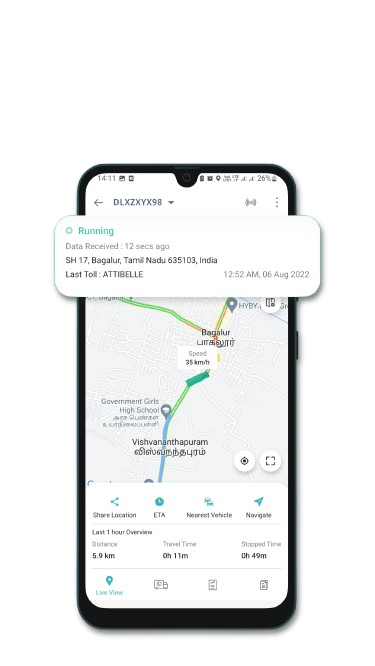 14:11 26%
DLXZXYX98
Running
Data Received : 12 secs ago
SH 17, Bagalur, Tamil Nadu 635103, India
Last Toll : ATTIBELLE 12:52 AM, 06 Aug 2022
HYBY
Bagalur
பாகலூர்
Speed
35 km/h
Government Girls
High School
அரசு பெண்கள்
Vishvananthapuram
விஸ்வநந்தபுரம்
Share Location ETA Nearest Vehicle Navigate
Last 1 hour Overview
Distance Travel Time Stopped Time
5.9 km 0h 11m 0h 49m
Live View